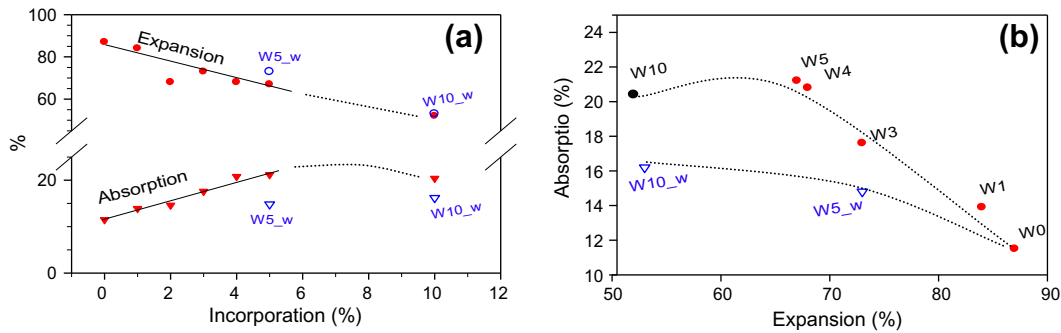 (a)
100
80
60
20
0
%
Expansion
W5_w
W10_w
Absorption
W5_w
W10_w
0 2 4 6 8 10 12
Incorporation (%)
(b)
24
22
20
18
16
14
12
10
Absorptio (%)
W10
W5
W4
W3
W10_w
W5_w
W1
W0
50 60 70 80 90
Expansion (%)